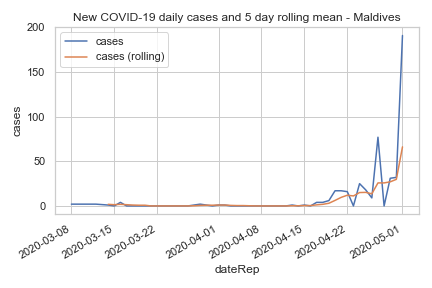 New COVID-19 daily cases and 5 day rolling mean - Maldives
cases
cases (rolling)
200
150
100
50
0
cases
2020-03-08
2020-03-15
2020-03-22
2020-04-01
2020-04-08
2020-04-15
2020-04-22
2020-05-01
dateRep